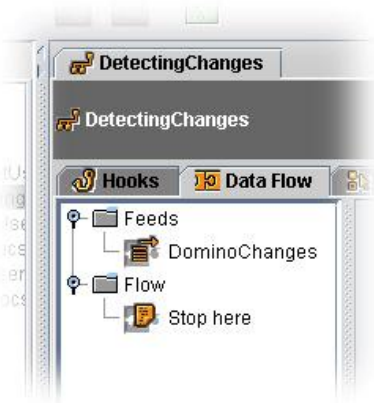 DetectingChanges
DetectingChanges
Hooks Data Flow
Feeds
DominoChanges
Flow
Stop here